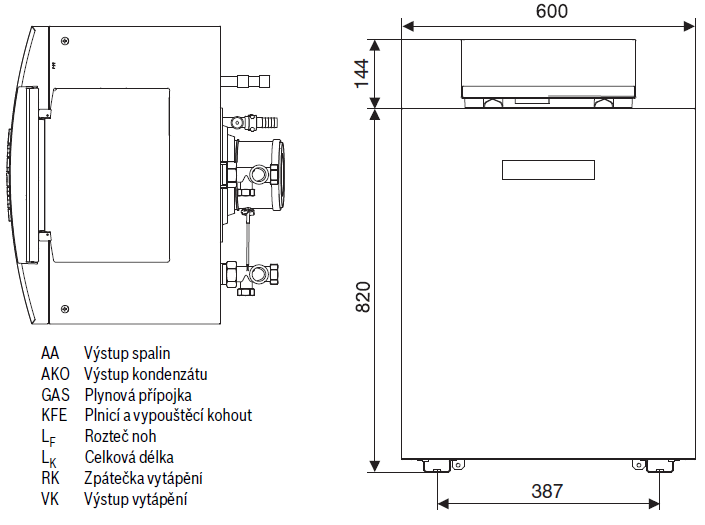 600
144
820
387
AA Výstup spalin
AKO Výstup kondenzátu
GAS Plynová přípojka
KFE Plnicí a vypouštěcí kohout
LF Rozteč noh
LK Celková délka
RK Zpátečka vytápění
VK Výstup vytápění